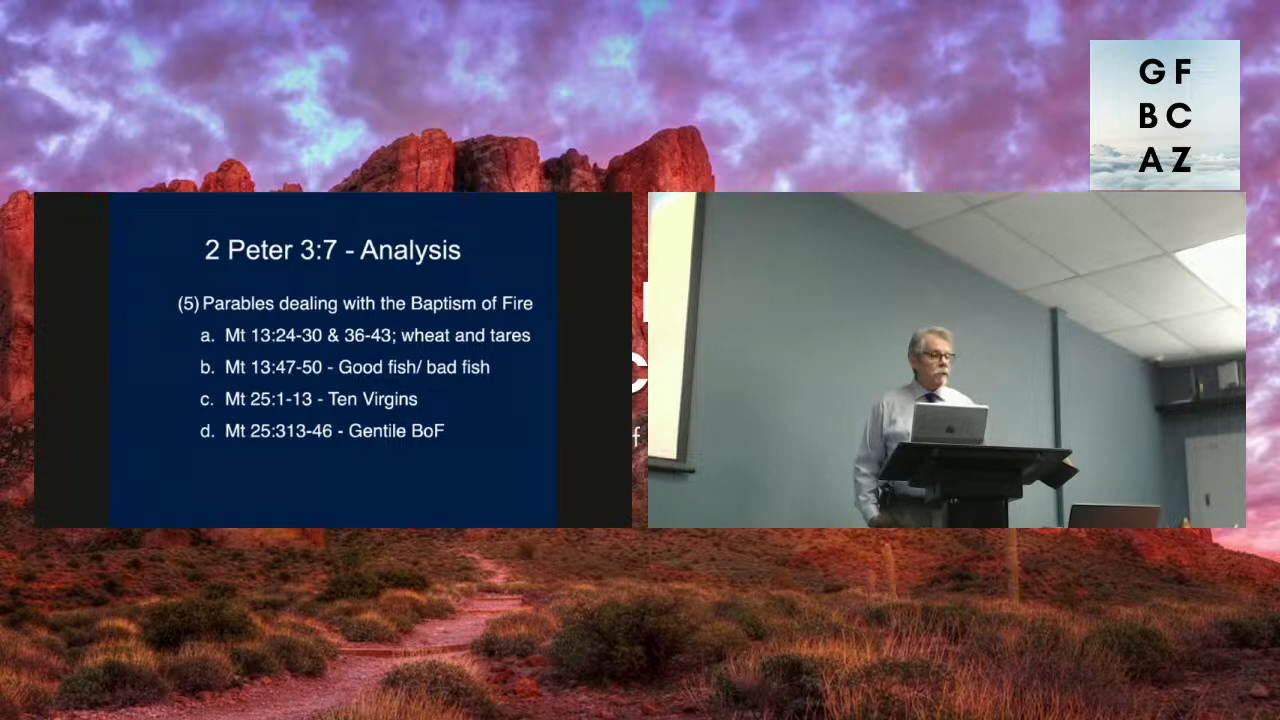 G F
B C
A Z
2 Peter 3:7 - Analysis
(5) Parables dealing with the Baptism of Fire
a. Mt 13:24-30 & 36-43; wheat and tares
b. Mt 13:47-50 - Good fish/ bad fish
c. Mt 25:1-13 - Ten Virgins
d. Mt 25:313-46 - Gentile BoF